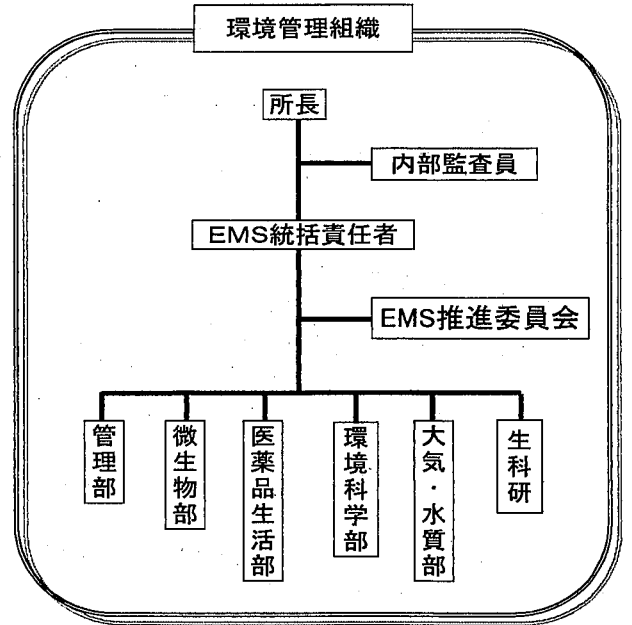 環境管理組織
所長
内部監査員
EMS統括責任者
EMS推進委員会
管理部
微生物部
医薬品生活部
環境科学部
大気・水質部
生科研